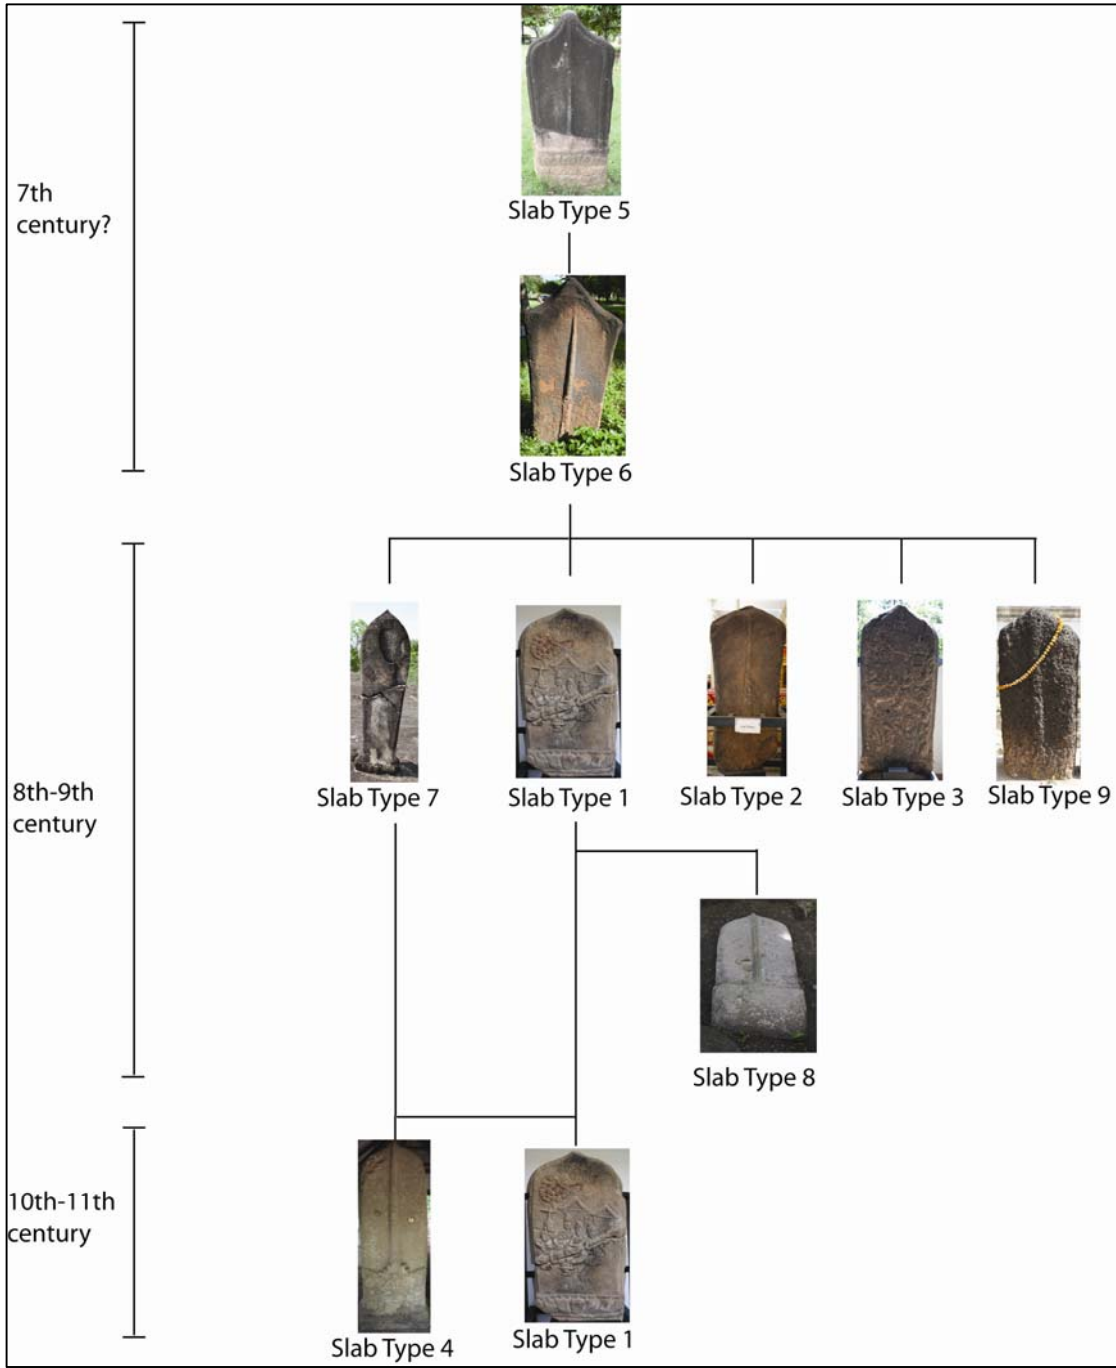 7th
century?
Slab Type 5
Slab Type 6
8th-9th
century
Slab Type 7
Slab Type 1
Slab Type 2
Slab Type 3
Slab Type 9
Slab Type 8
10th-11th
century
Slab Type 4
Slab Type 1